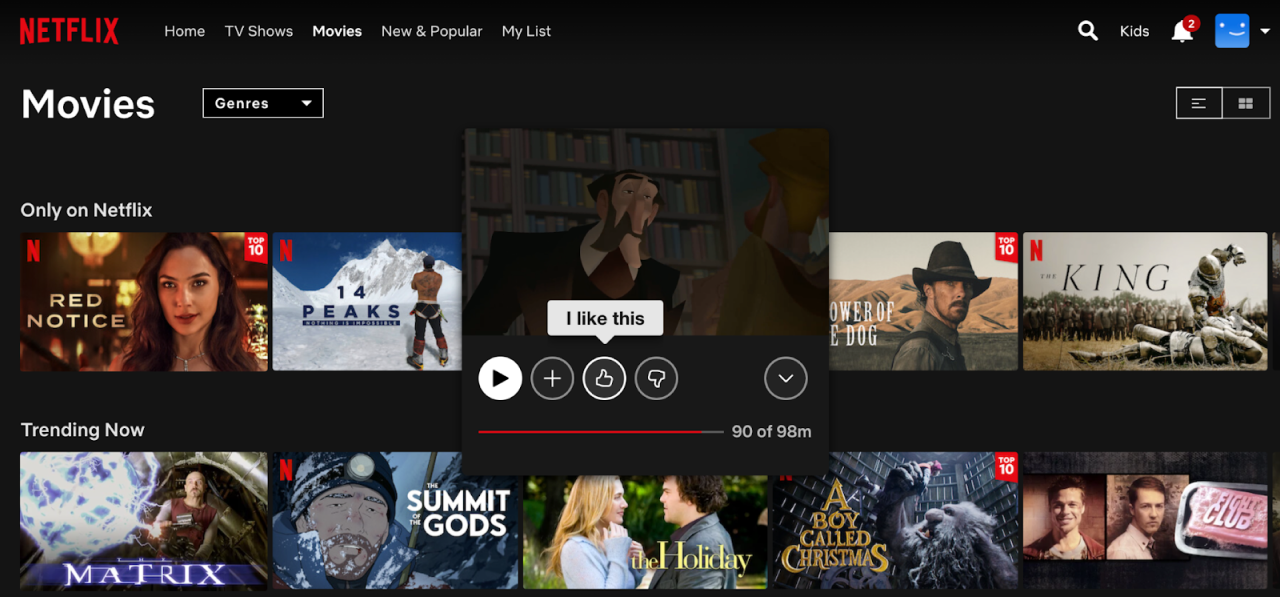 NETFLIX
Home
TV Shows
Movies
New & Popular
My List
Kids
2
Movies
Genres
Only on Netflix
N
RED
NOTICE
TOP
10
N
14
PEAKS
NOTHING IS IMPOSSIBLE
OWER OF
E DOG
TOP
10
N
THE KING
I like this
90 of 98m
Trending Now
THE
MATRIX
N
THE
SUMMIT
OF THE
GODS
the Holiday
A
BOY
CALLED
CHRISTMAS
TOP
10
FIGHT
CLUB